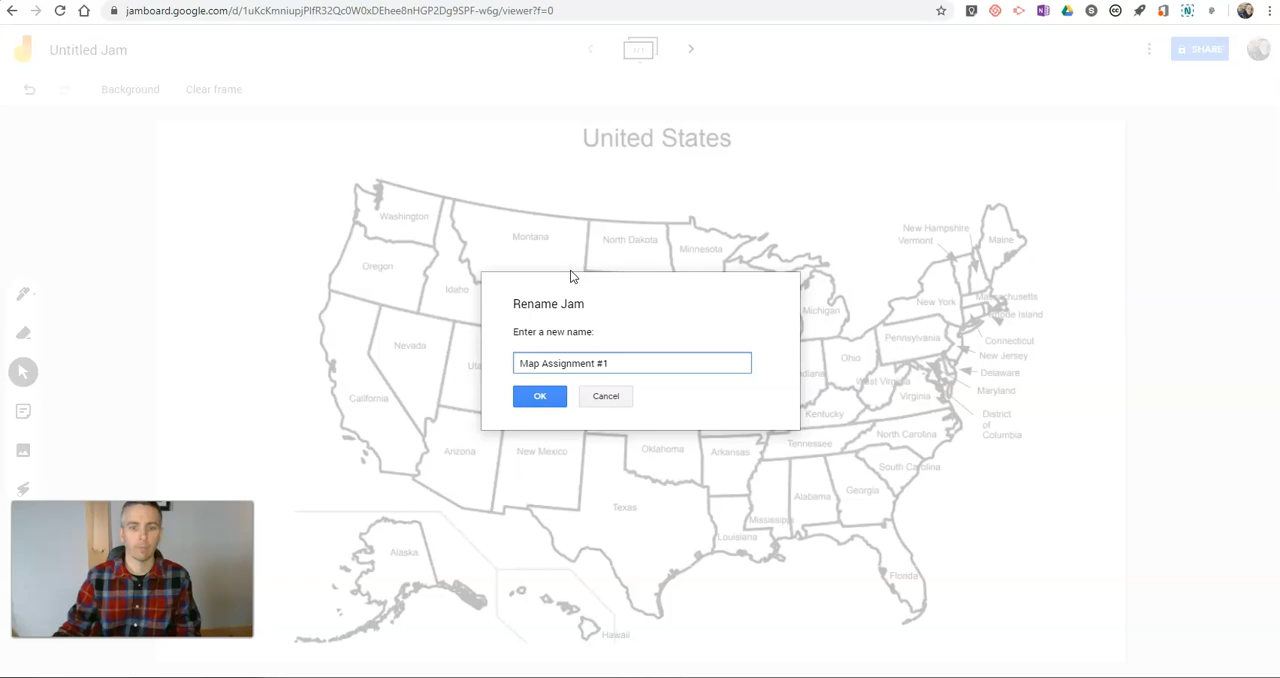 jamboard.google.com/d/1uKcKmniupjPlfR32Qc0W0xDEhee8nHGP2Dg9SPF-w6g/viewer?f=0
Untitled Jam
1/1
SHARE
Background
Clear frame
United States
Washington
Montana
North Dakota
Minnesota
New Hampshire
Vermont
Maine
Oregon
Idaho
Michigan
New York
Massachusetts
Rhode Island
Rename Jam
Enter a new name:
Map Assignment #1
OK
Cancel
Nevada
Uta
Pennsylvania
Connecticut
New Jersey
Ohio
ndiana
Delaware
West Virginia
Maryland
Virginia
California
Kentucky
District
of
Columbia
Arizona
New Mexico
Oklahoma
Arkansas
Tennessee
North Carolina
South Carolina
Texas
Mississippi
Alabama
Georgia
Louisiana
Alaska
Florida
Hawaii